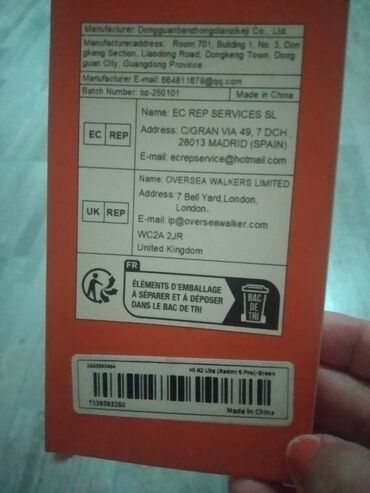 Manufacturer: Dongguanbanzhongdianzikeji Co., Ltd.
Manufactureraddress: Room 701, Building 1, No. 3, Don
gkeng Section, Liaodong Road, Dongkeng Town, Dong
guan City, Guangdong Province
Manufacturer E-mail: 664811679@qq.com
Batch Number: bz-250101 Made in China
EC REP
Name: EC REP SERVICES SL
Address: C/GRAN VIA 49, 7 DCH,
28013 MADRID (SPAIN)
E-mail: ecrepservice@hotmail.com
UK REP
Name: OVERSEA WALKERS LIMITED
Address: 7 Bell Yard,London,
London,
E-mail: ip@overseawalker.com
WC2A 2JR
United Kingdom
FR
ÉLÉMENTS D'EMBALLAGE
À SÉPARER ET À DÉPOSER
DANS LE BAC DE TRI
BAC
DE
TRI
MI A2 Lite (Redmi 6 Pro)-Green
7139583350
Made in China